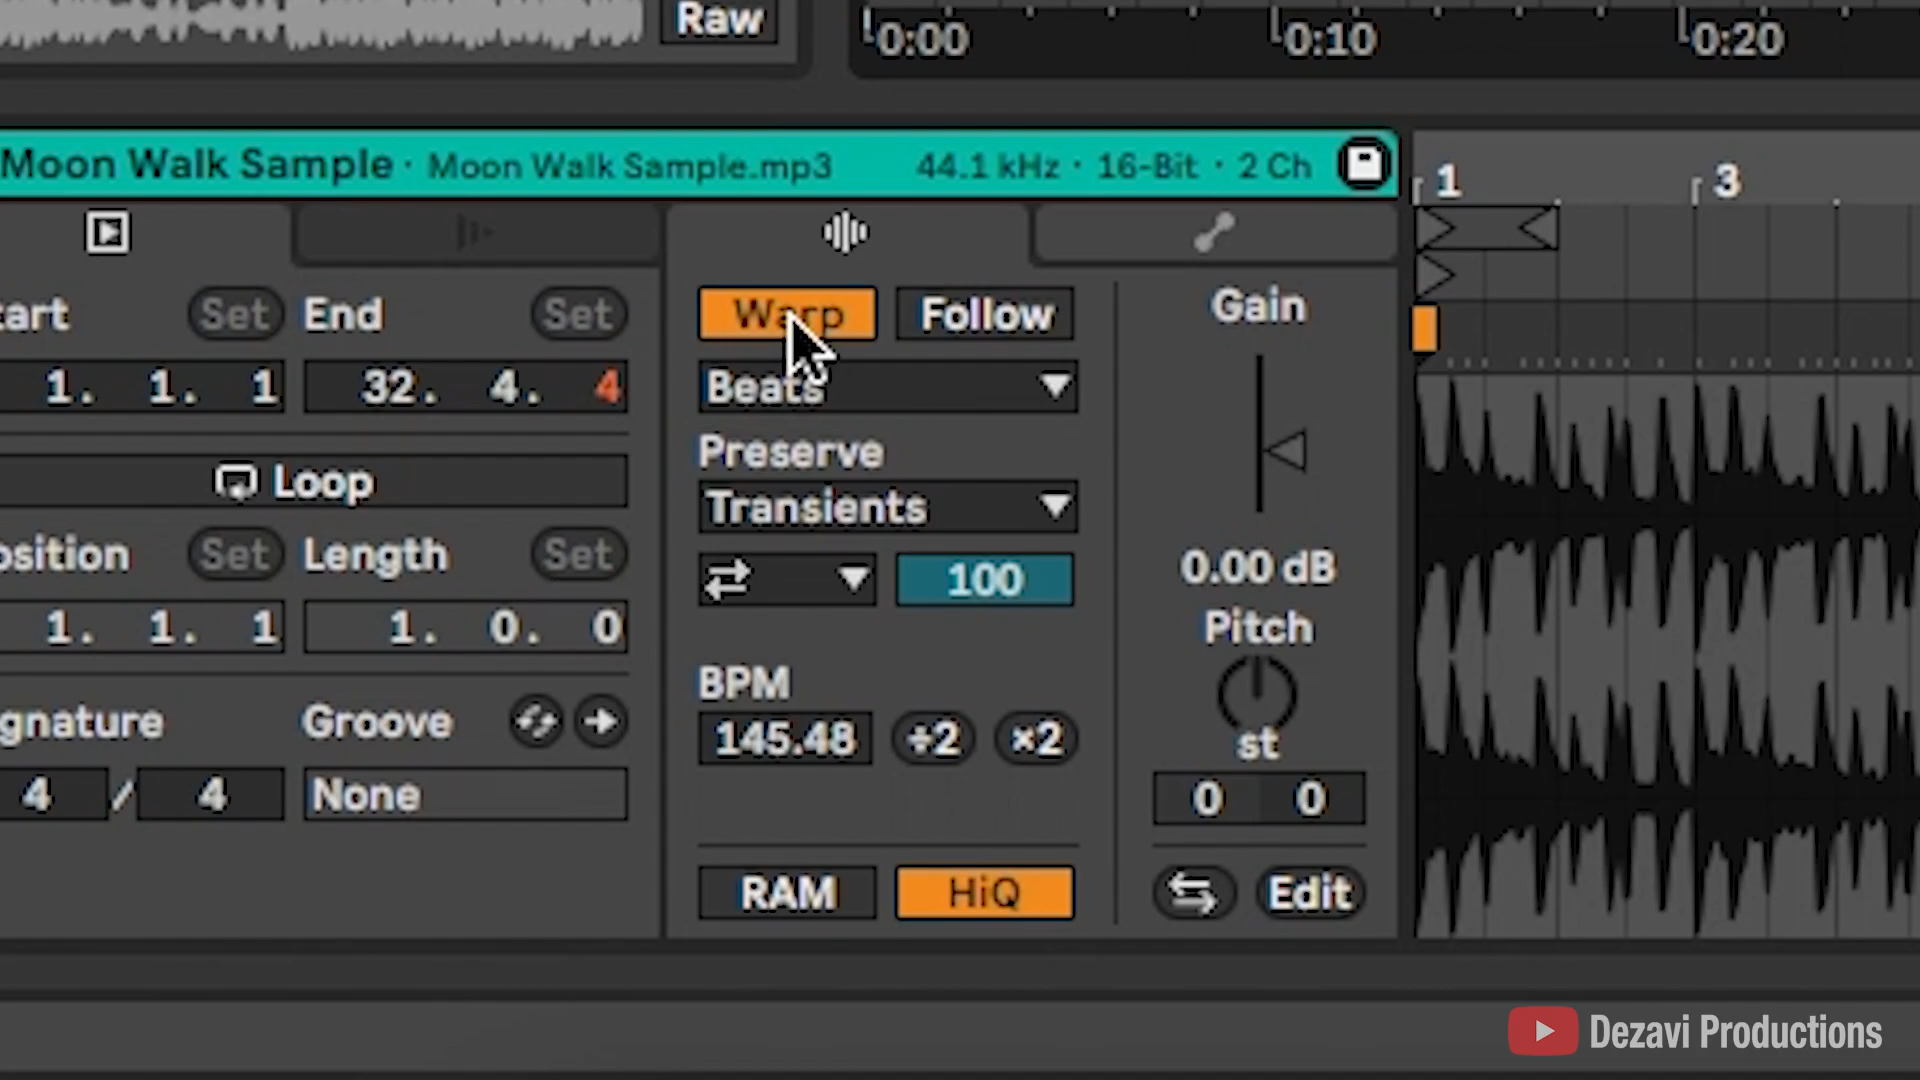 Raw
0:00 0:10 0:20
Moon Walk Sample · Moon Walk Sample.mp3 44.1 kHz · 16-Bit · 2 Ch
1 3
Set End Set
Warp Follow
Gain
1. 1. 1 32. 4. 4
Beats
Preserve
Loop
Transients
Set Length Set
100
0.00 dB
1. 1. 1 1. 0. 0
Pitch
BPM
Groove
145.48 ÷2 ×2
st
4 / 4 None
0 0
RAM HiQ
Edit
Dezavi Productions